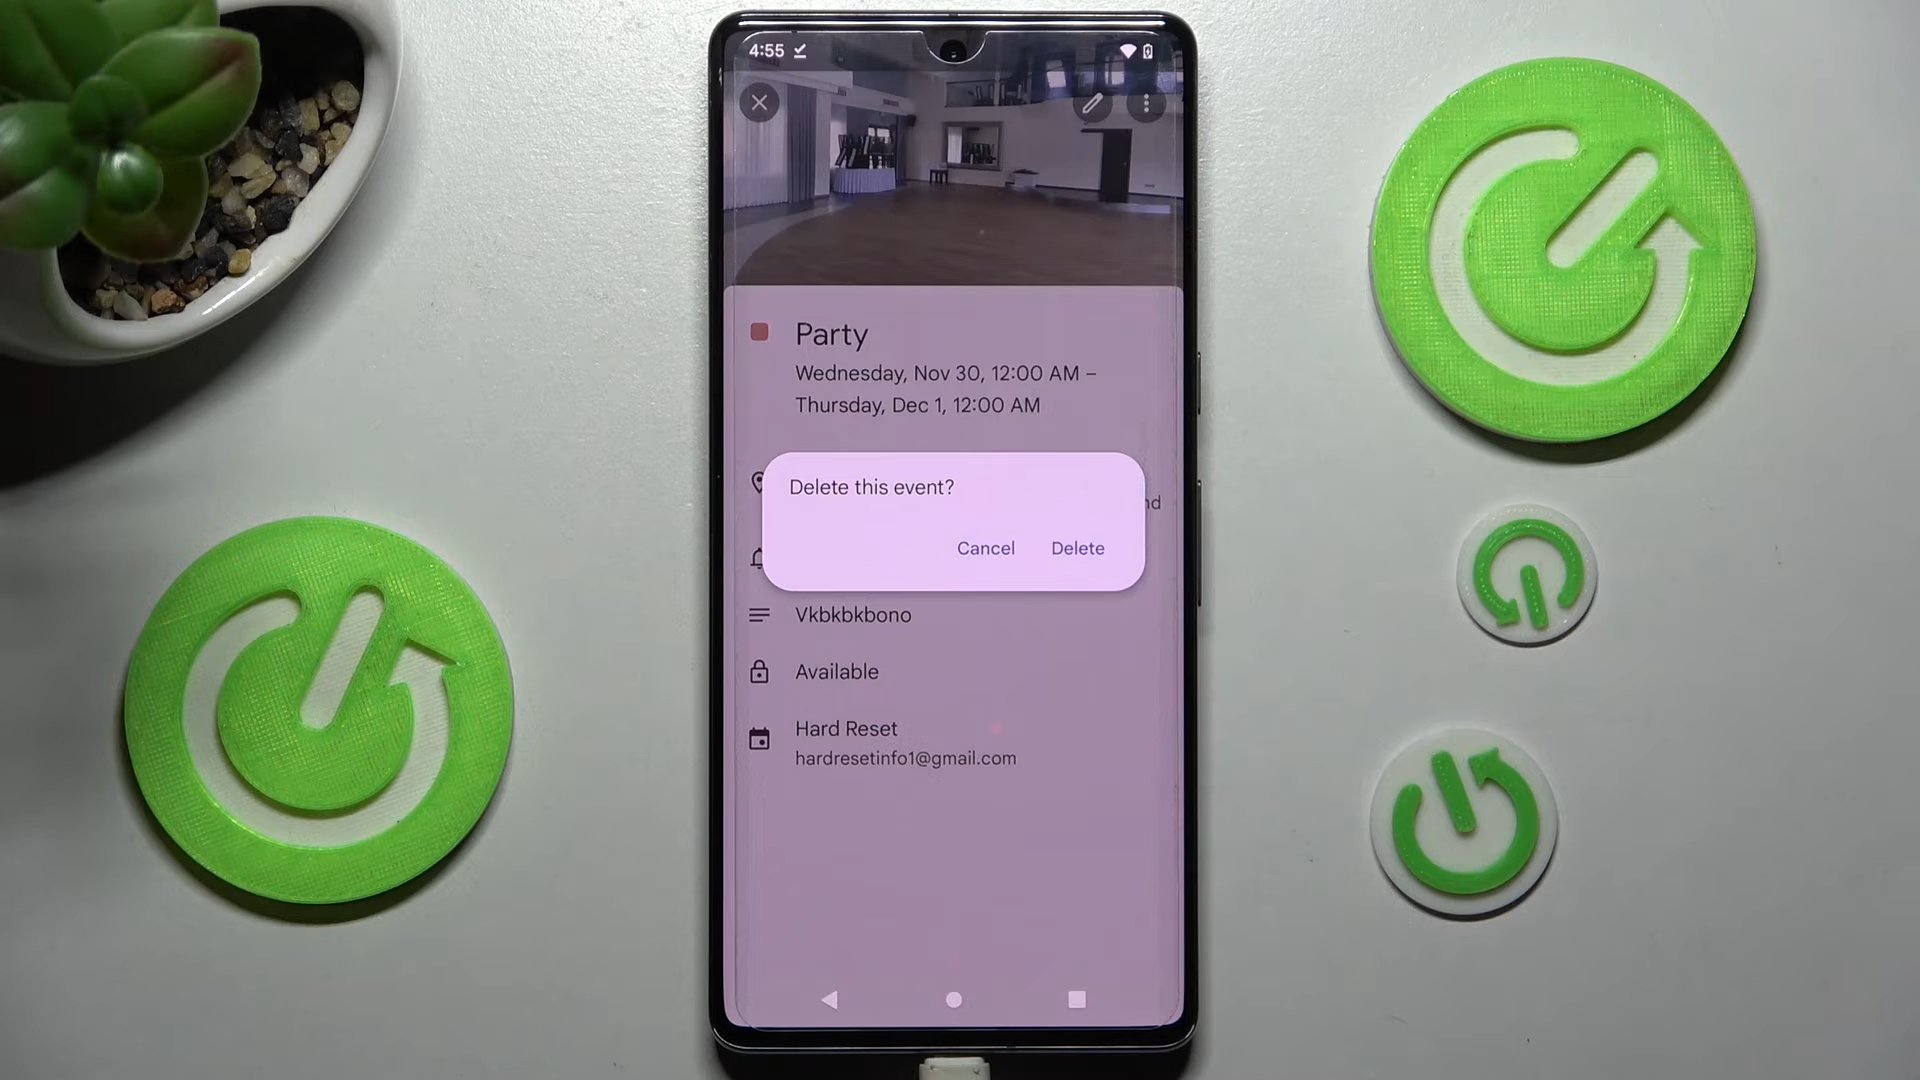 4:55
Party
Wednesday, Nov 30, 12:00 AM –
Thursday, Dec 1, 12:00 AM
nd
Delete this event?
Cancel Delete
Vkbkbkbono
Available
Hard Reset
hardresetinfo1@gmail.com